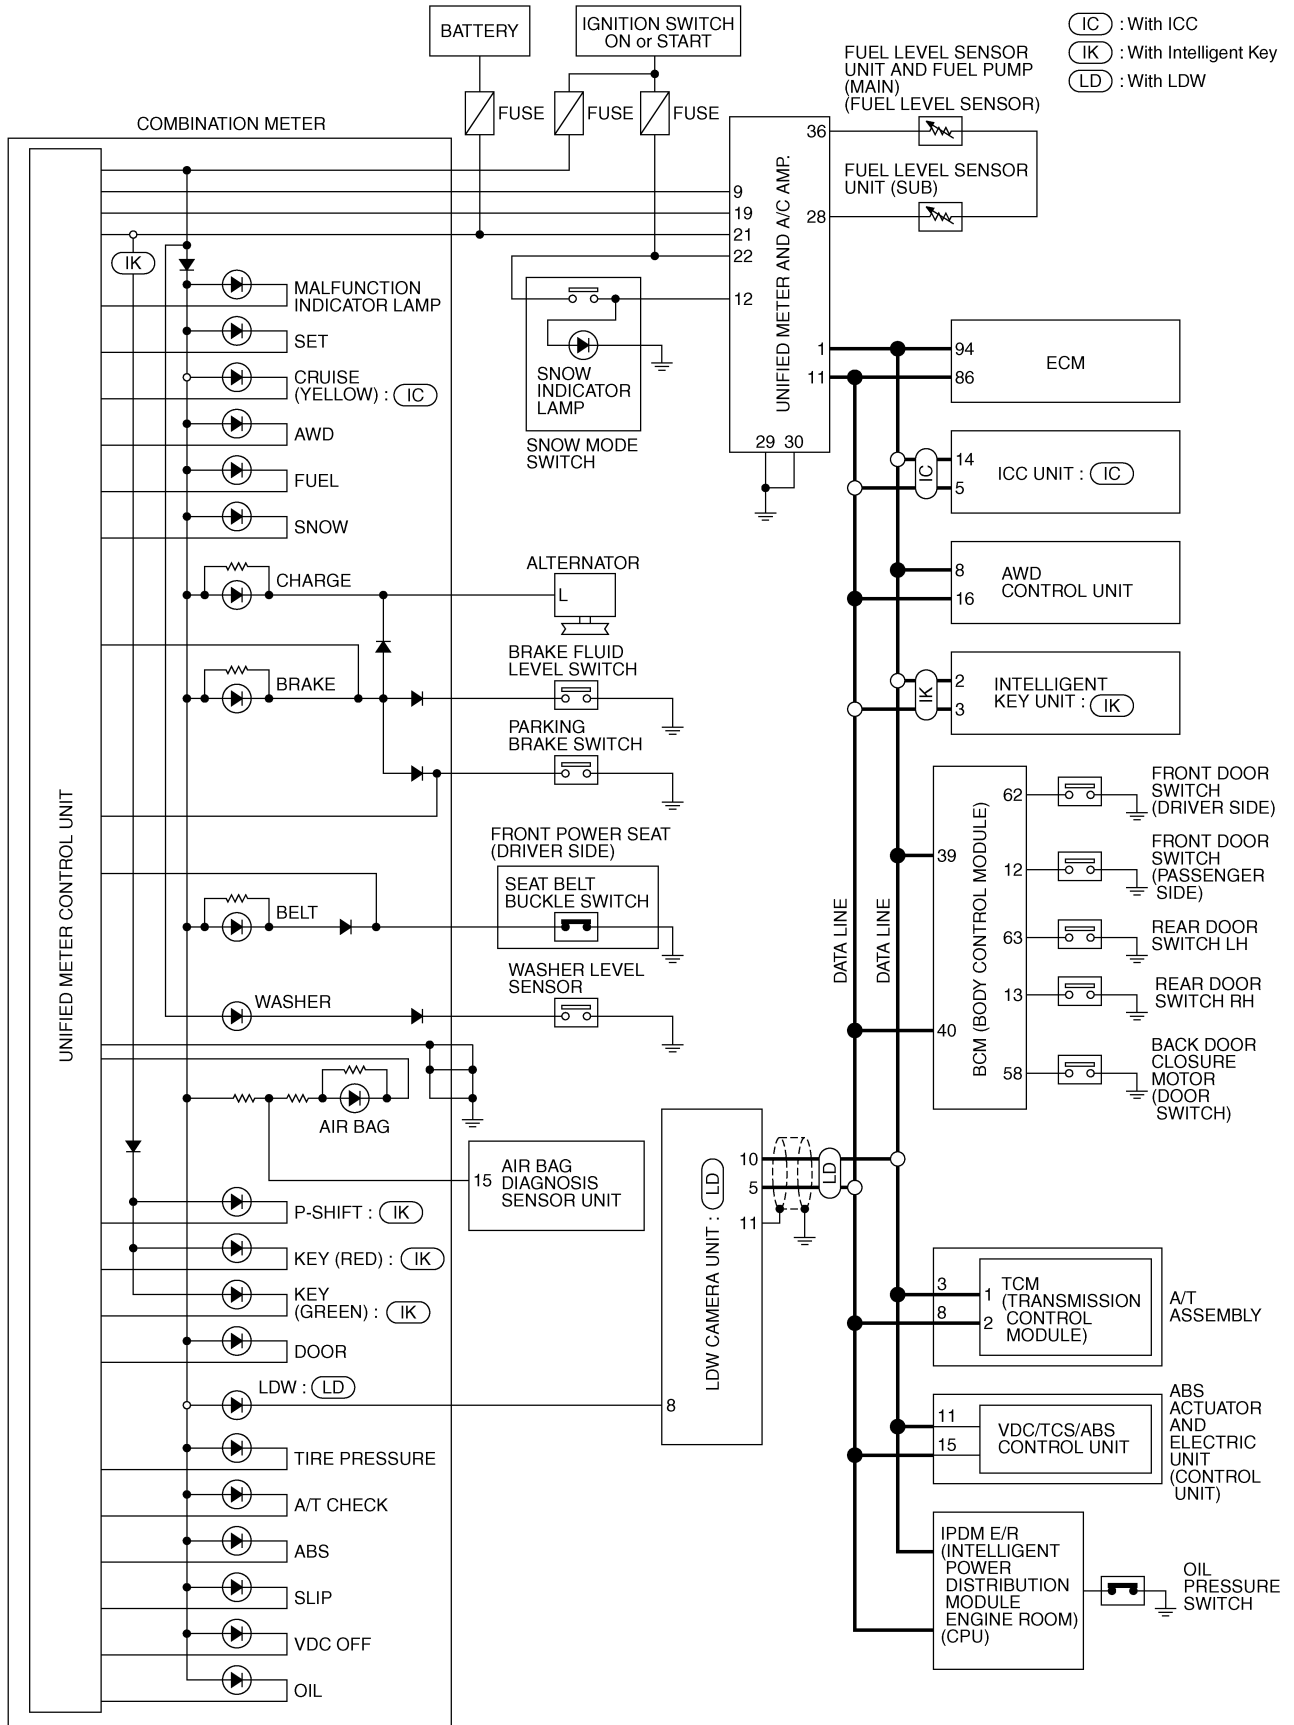 BATTERY
IGNITION SWITCH
ON or START
IC : With ICC
IK : With Intelligent Key
LD : With LDW
FUSE
FUSE
FUSE
FUEL LEVEL SENSOR
UNIT AND FUEL PUMP
(MAIN)
(FUEL LEVEL SENSOR)
FUEL LEVEL SENSOR
UNIT (SUB)
COMBINATION METER
UNIFIED METER CONTROL UNIT
IK
MALFUNCTION
INDICATOR LAMP
SET
CRUISE
(YELLOW) : IC
AWD
FUEL
SNOW
CHARGE
BRAKE
BELT
WASHER
AIR BAG
P-SHIFT : IK
KEY (RED) : IK
KEY
(GREEN) : IK
DOOR
LDW : LD
TIRE PRESSURE
A/T CHECK
ABS
SLIP
VDC OFF
OIL
UNIFIED METER AND A/C AMP.
9
19
21
22
12
36
28
1
11
29 30
SNOW
INDICATOR
LAMP
SNOW MODE
SWITCH
ALTERNATOR
L
BRAKE FLUID
LEVEL SWITCH
PARKING
BRAKE SWITCH
FRONT POWER SEAT
(DRIVER SIDE)
SEAT BELT
BUCKLE SWITCH
WASHER LEVEL
SENSOR
15
AIR BAG
DIAGNOSIS
SENSOR UNIT
LDW CAMERA UNIT : LD
10
5
11
8
LD
DATA LINE
DATA LINE
94
86
ECM
IC
14
5
ICC UNIT : IC
8
16
AWD
CONTROL UNIT
IK
2
3
INTELLIGENT
KEY UNIT : IK
BCM (BODY CONTROL MODULE)
39
40
62
12
63
13
58
FRONT DOOR
SWITCH
(DRIVER SIDE)
FRONT DOOR
SWITCH
(PASSENGER
SIDE)
REAR DOOR
SWITCH LH
REAR DOOR
SWITCH RH
BACK DOOR
CLOSURE
MOTOR
(DOOR
SWITCH)
3
8
1
2
TCM
(TRANSMISSION
CONTROL
MODULE)
A/T
ASSEMBLY
11
15
VDC/TCS/ABS
CONTROL UNIT
ABS
ACTUATOR
AND
ELECTRIC
UNIT
(CONTROL
UNIT)
IPDM E/R
(INTELLIGENT
POWER
DISTRIBUTION
MODULE
ENGINE ROOM)
(CPU)
OIL
PRESSURE
SWITCH